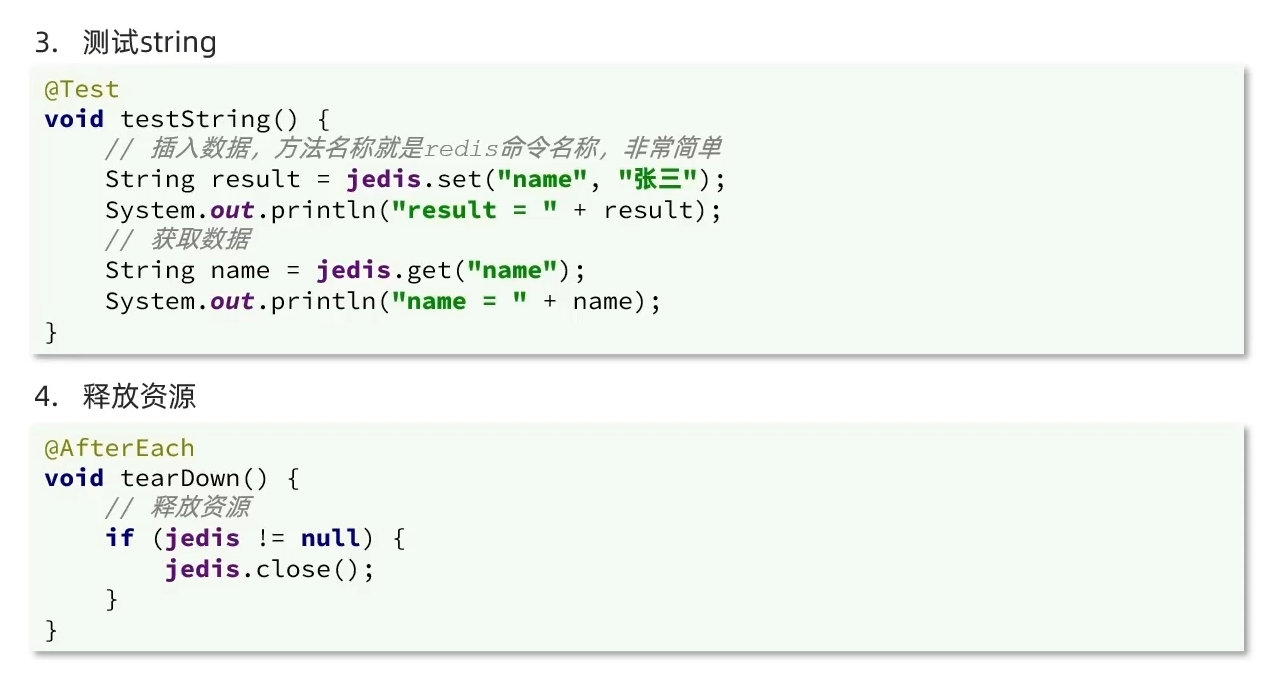 3. 测试string
@Test
void testString() {
    // 插入数据，方法名称就是redis命令名称，非常简单
    String result = jedis.set("name", "张三");
    System.out.println("result = " + result);
    // 获取数据
    String name = jedis.get("name");
    System.out.println("name = " + name);
}
4. 释放资源
@AfterEach
void tearDown() {
    // 释放资源
    if (jedis != null) {
        jedis.close();
    }
}